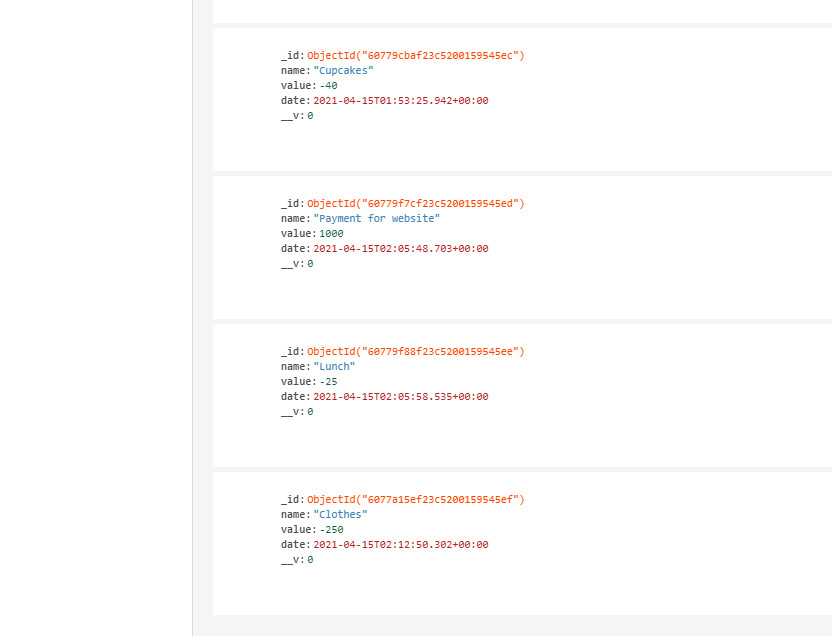 _id: ObjectId("60779cbaf23c5200159545ec")
name: "Cupcakes"
value: -40
date: 2021-04-15T01:53:25.942+00:00
__v: 0
_id: ObjectId("60779f7cf23c5200159545ed")
name: "Payment for website"
value: 1000
date: 2021-04-15T02:05:48.703+00:00
__v: 0
_id: ObjectId("60779f88f23c5200159545ee")
name: "Lunch"
value: -25
date: 2021-04-15T02:05:58.535+00:00
__v: 0
_id: ObjectId("6077a15ef23c5200159545ef")
name: "Clothes"
value: -250
date: 2021-04-15T02:12:50.302+00:00
__v: 0